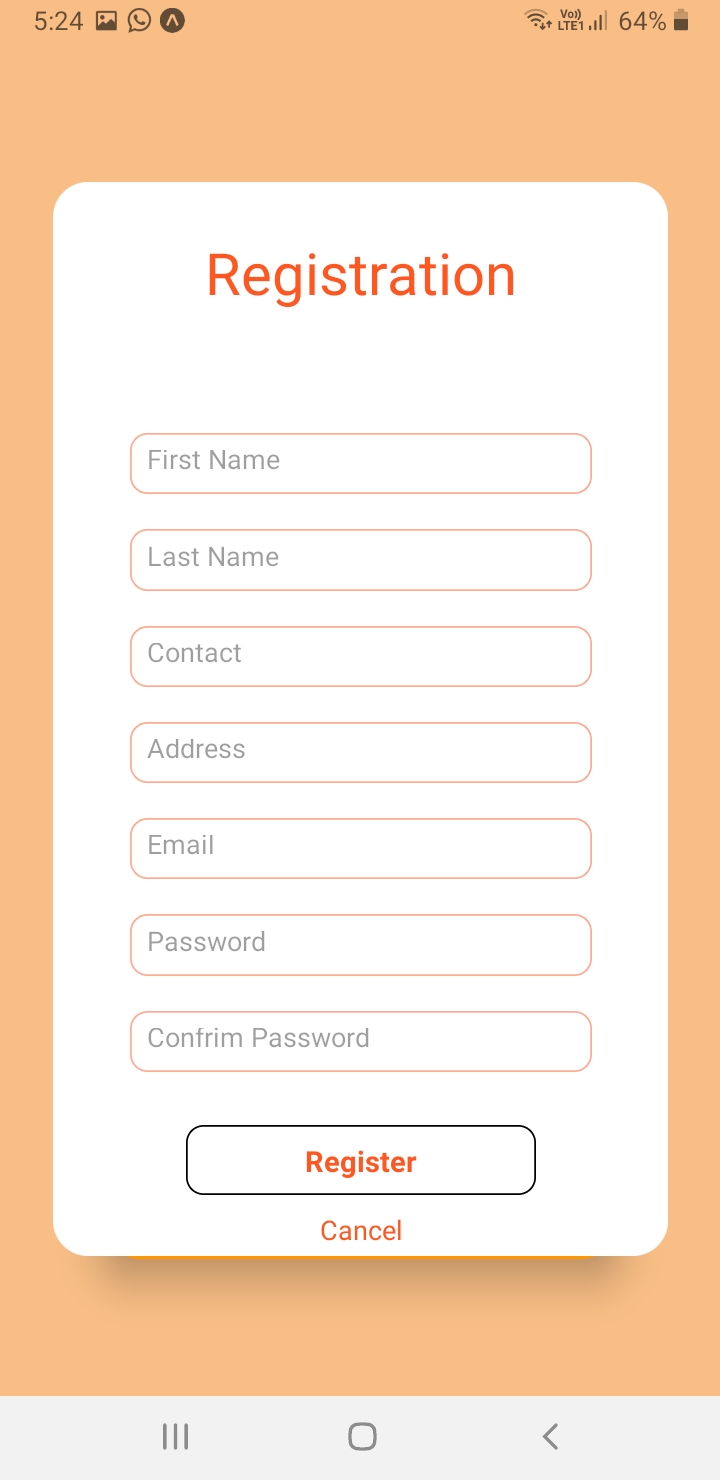 5:24 Vo)) LTE1 64%
Registration
First Name
Last Name
Contact
Address
Email
Password
Confrim Password
Register
Cancel